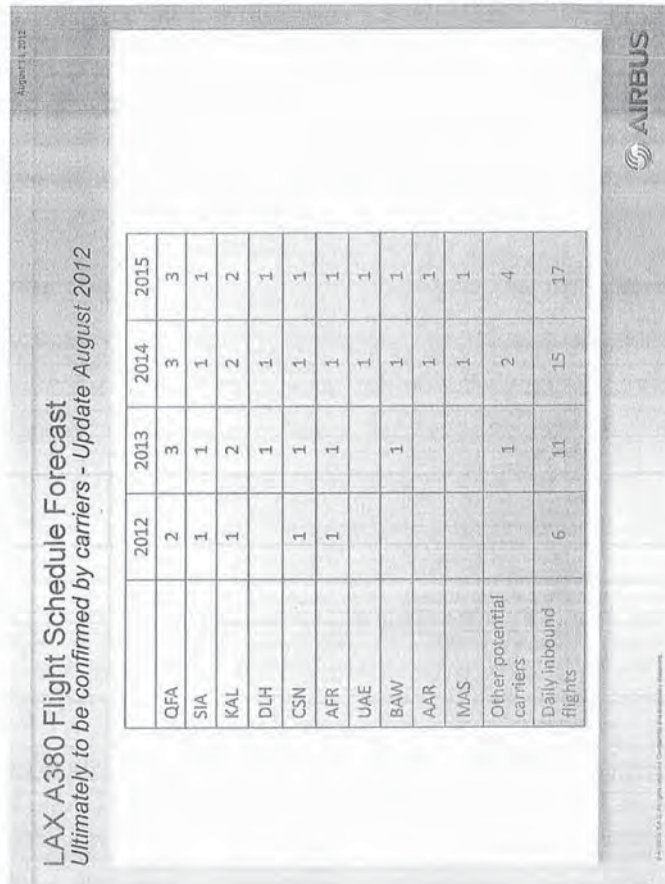 August 14, 2012
LAX A380 Flight Schedule Forecast
Ultimately to be confirmed by carriers - Update August 2012
2012 2013 2014 2015
QFA 2 3 3 3
SIA 1 1 1 1
KAL 1 2 2 2
DLH 1 1 1
CSN 1 1 1 1
AFR 1 1 1 1
UAE 1 1
BAW 1 1 1
AAR 1 1
MAS 1 1
Other potential
carriers 1 2 4
Daily inbound
flights 6 11 15 17
AIRBUS